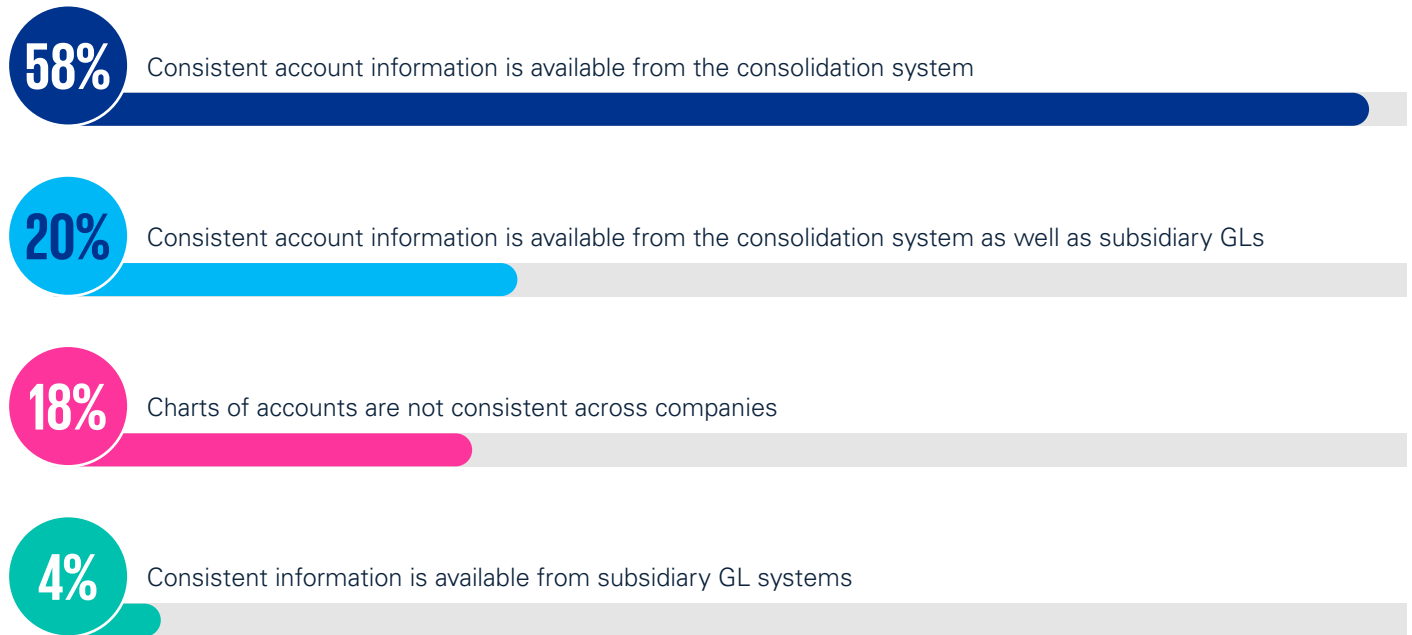 58%
Consistent account information is available from the consolidation system
20%
Consistent account information is available from the consolidation system as well as subsidiary GLs
18%
Charts of accounts are not consistent across companies
4%
Consistent information is available from subsidiary GL systems